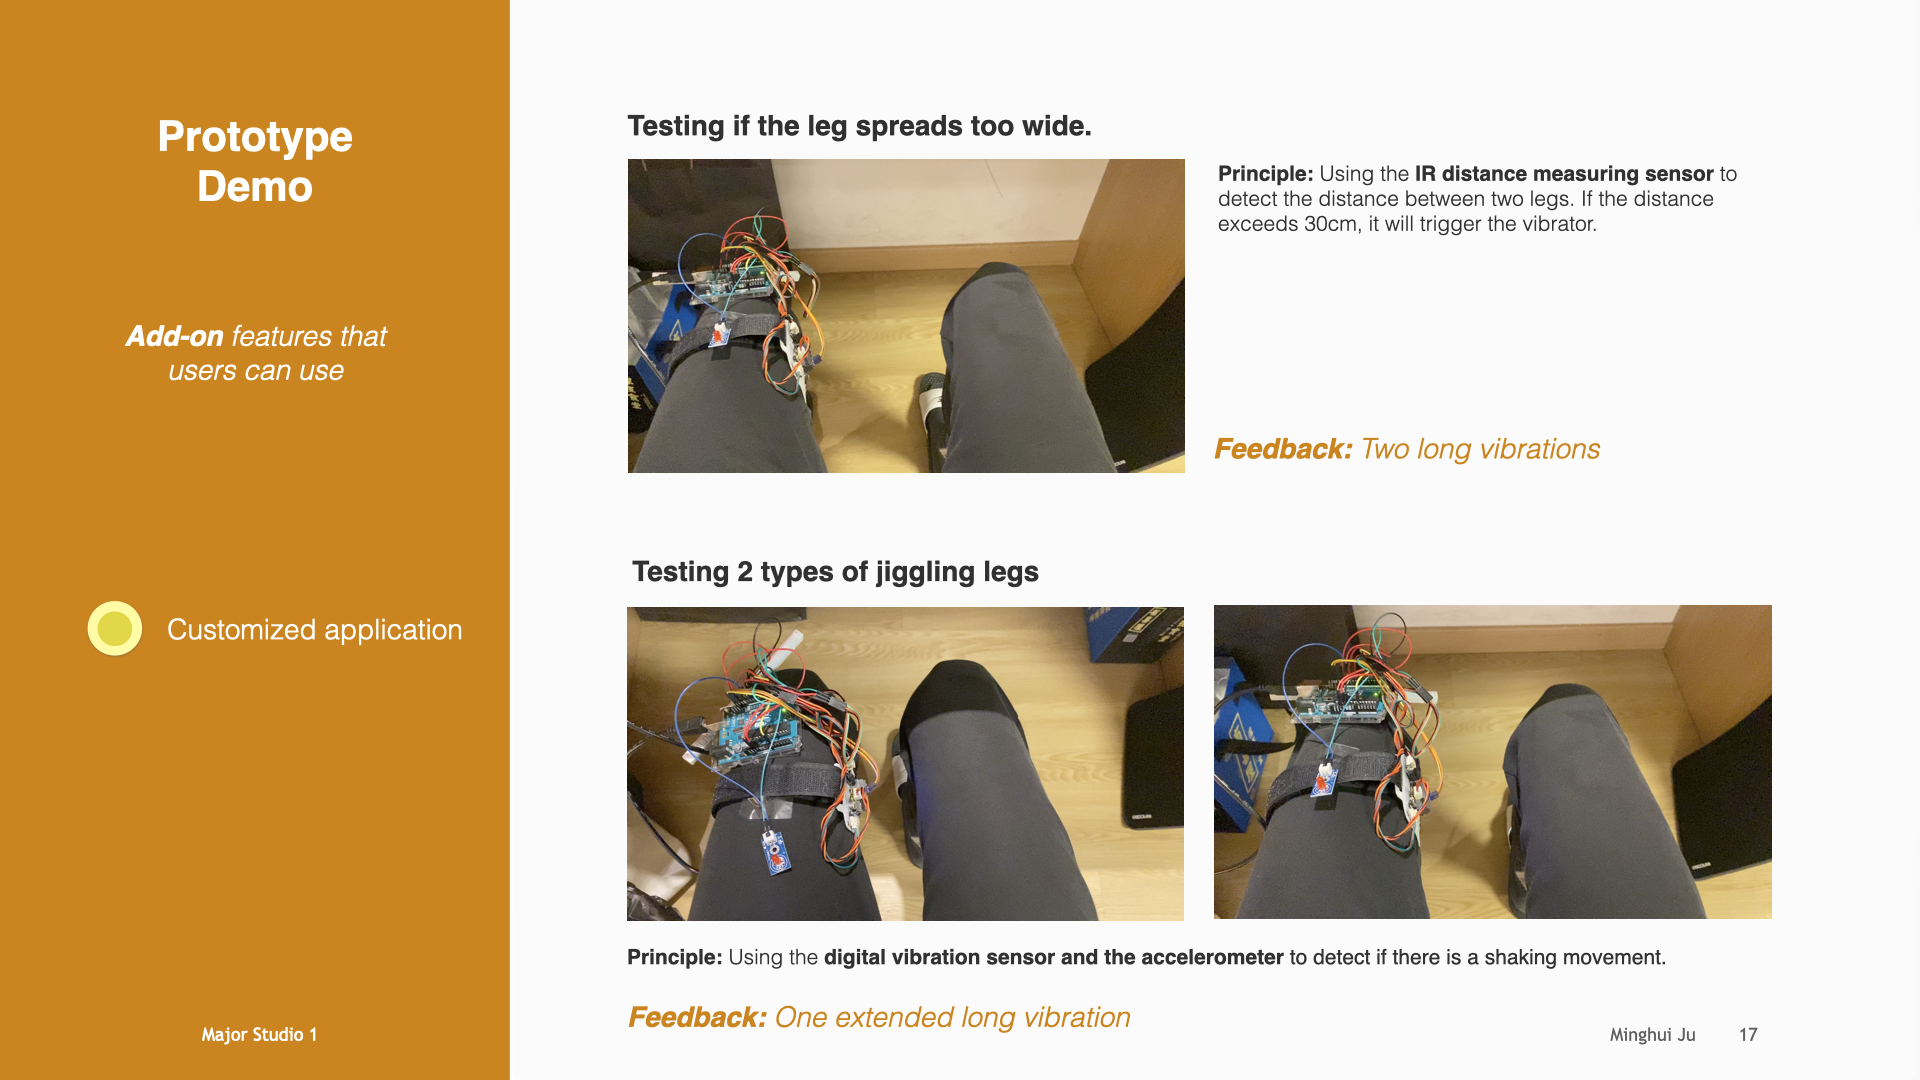 Prototype
Demo
Add-on features that
users can use
Customized application
Major Studio 1
Testing if the leg spreads too wide.
Principle: Using the IR distance measuring sensor to
detect the distance between two legs. If the distance
exceeds 30cm, it will trigger the vibrator.
Feedback: Two long vibrations
Testing 2 types of jiggling legs
Principle: Using the digital vibration sensor and the accelerometer to detect if there is a shaking movement.
Feedback: One extended long vibration
Minghui Ju 17